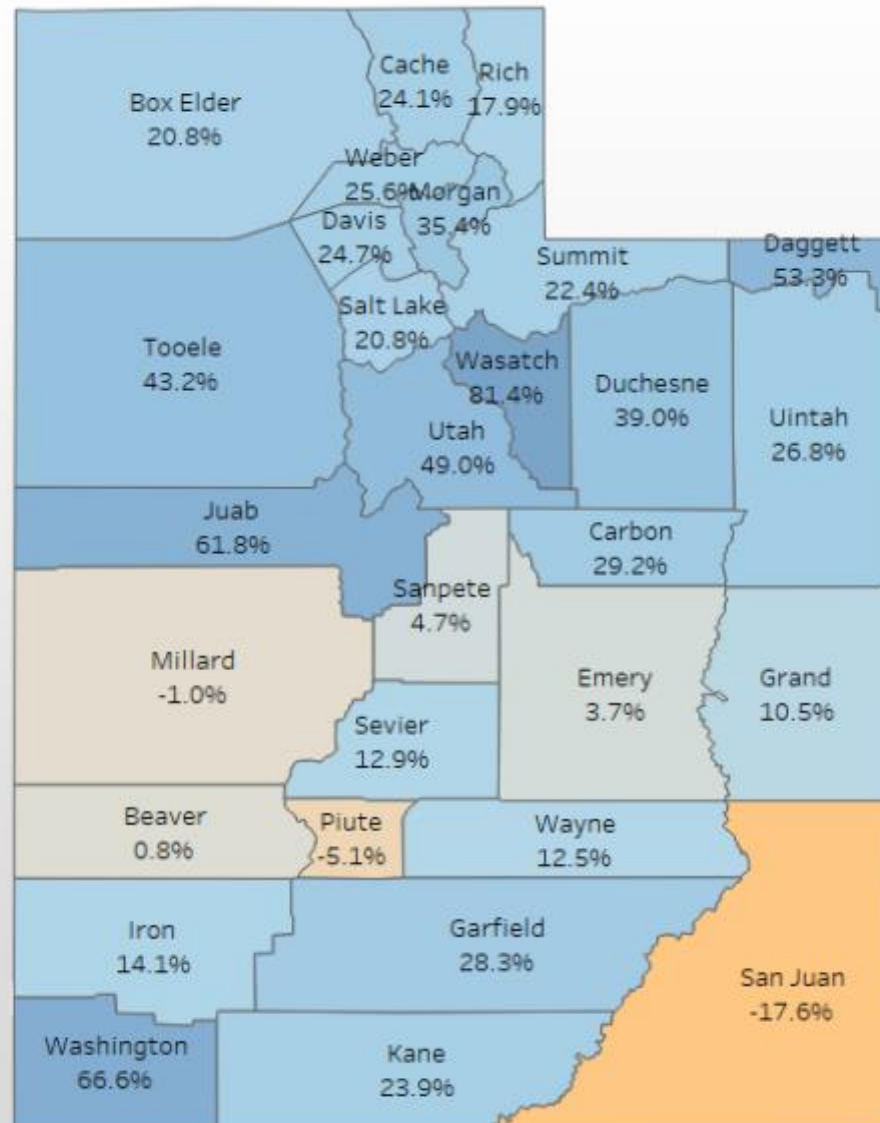 Cache
24.1%
Rich
17.9%
Box Elder
20.8%
Weber
25.6%
Morgan
35.4%
Davis
24.7%
Summit
22.4%
Daggett
53.3%
Salt Lake
20.8%
Tooele
43.2%
Wasatch
81.4%
Duchesne
39.0%
Uintah
26.8%
Utah
49.0%
Juab
61.8%
Carbon
29.2%
Sanpete
4.7%
Millard
-1.0%
Emery
3.7%
Grand
10.5%
Sevier
12.9%
Beaver
0.8%
Piute
-5.1%
Wayne
12.5%
Iron
14.1%
Garfield
28.3%
San Juan
-17.6%
Washington
66.6%
Kane
23.9%